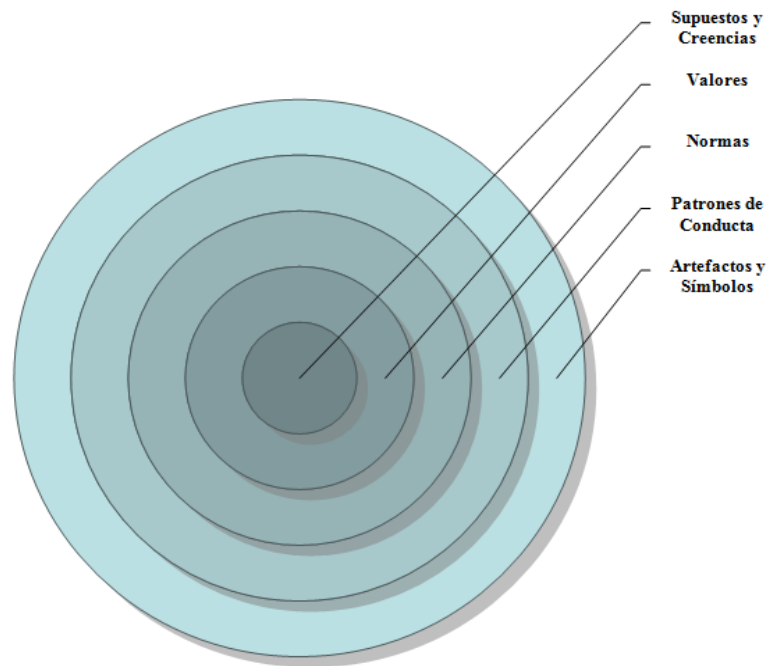 Supuestos y
Creencias
Valores
Normas
Patrones de
Conducta
Artefactos y
Símbolos